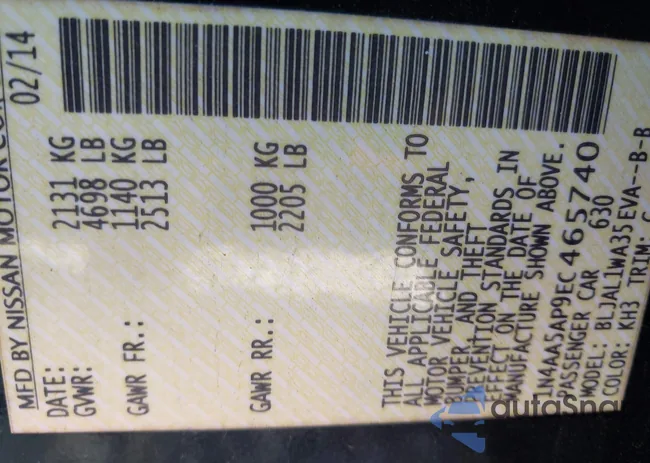 MFD BY NISSAN MOTOR CO.
DATE: 02/14
GVWR: 2131 KG
4698 LB
GAWR FR.: 1140 KG
2513 LB
GAWR RR.: 1000 KG
2205 LB
THIS VEHICLE CONFORMS TO
ALL APPLICABLE FEDERAL
MOTOR VEHICLE SAFETY,
BUMPER, AND THEFT
PREVENTION STANDARDS IN
EFFECT ON THE DATE OF
MANUFACTURE SHOWN ABOVE.
1N4AA5AP9EC465740
PASSENGER CAR 630
MODEL: BLJALWA35EVA--B-B
COLOR: KH3 TRIM:
autoSna